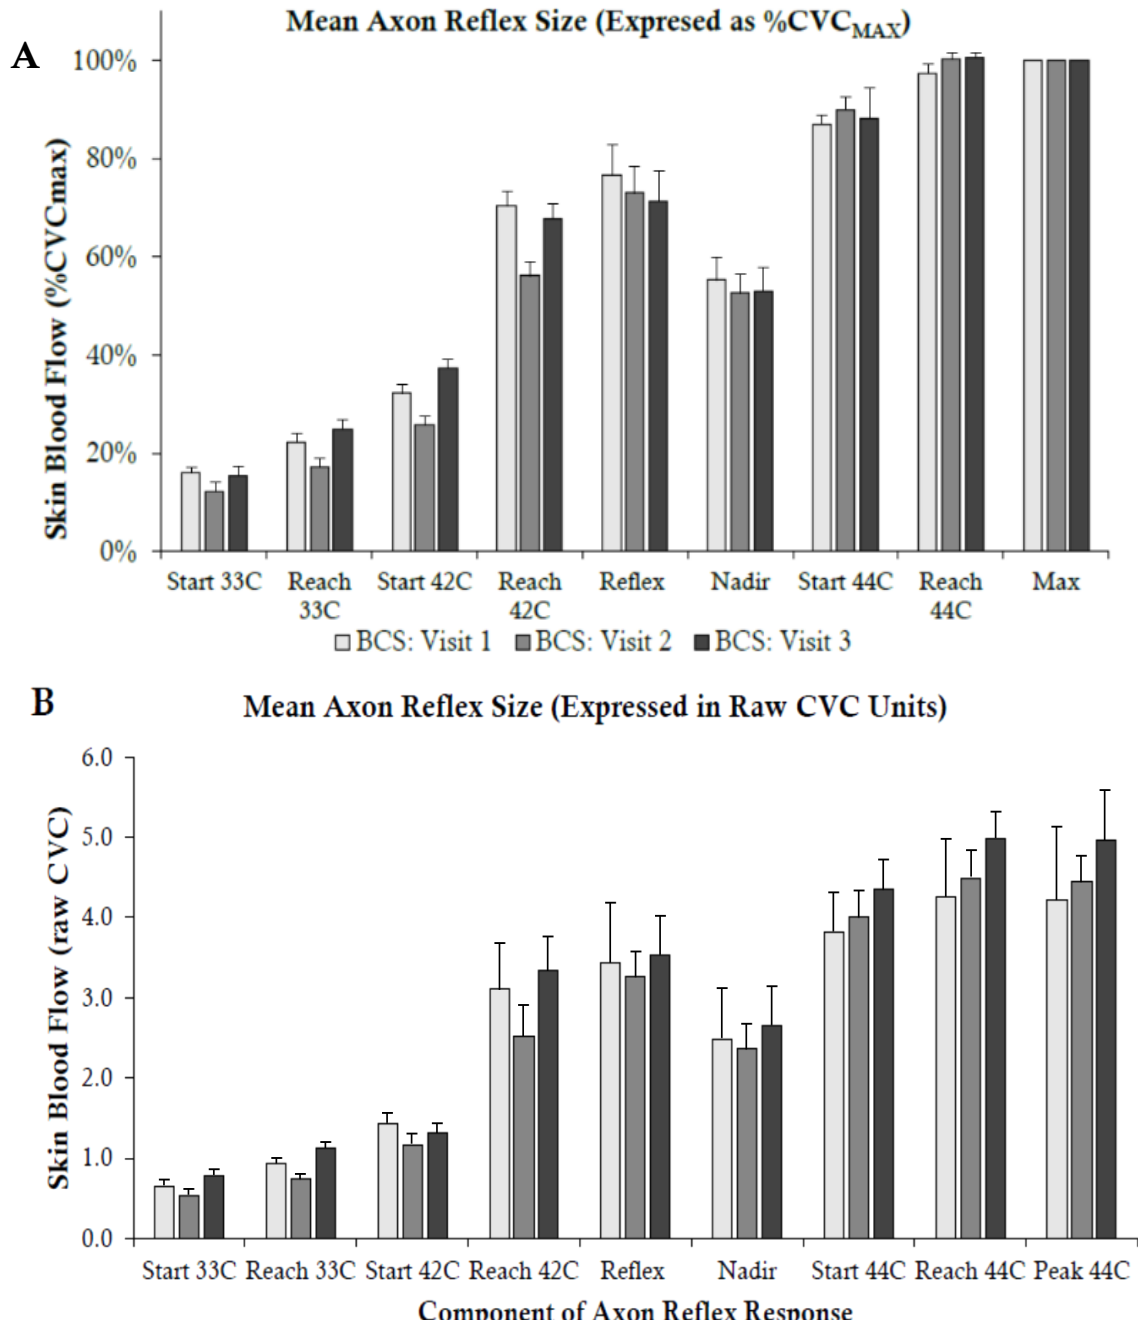 Mean Axon Reflex Size (Expresed as %CVCMAX)
A
Skin Blood Flow (%CVCmax)
100%
80%
60%
40%
20%
0%
Start 33C Reach Start 42C Reach Reflex Nadir Start 44C Reach Max
33C 42C 44C
BCS: Visit 1 BCS: Visit 2 BCS: Visit 3
B
Mean Axon Reflex Size (Expressed in Raw CVC Units)
Skin Blood Flow (raw CVC)
6.0
5.0
4.0
3.0
2.0
1.0
0.0
Start 33C Reach 33C Start 42C Reach 42C Reflex Nadir Start 44C Reach 44C Peak 44C
Component of Axon Reflex Response